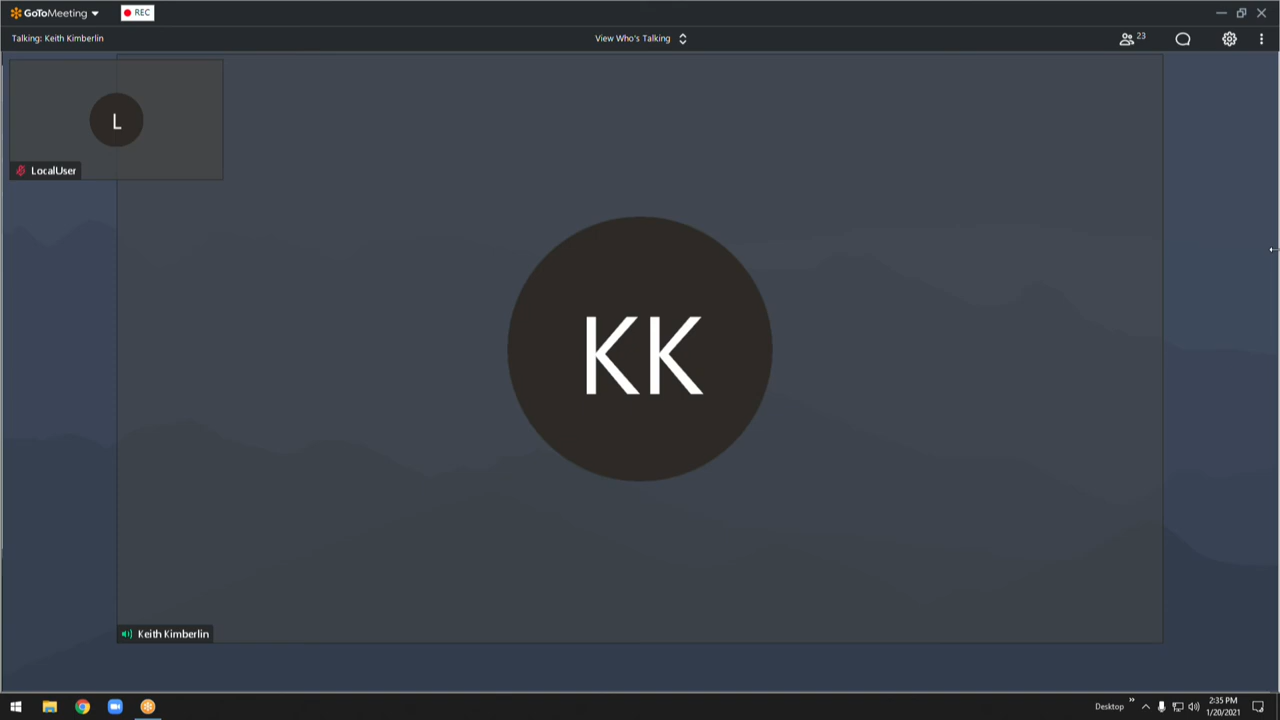 GoToMeeting
REC
Talking: Keith Kimberlin
View Who's Talking
23
L
LocalUser
KK
Keith Kimberlin
Desktop
2:35 PM
1/20/2021